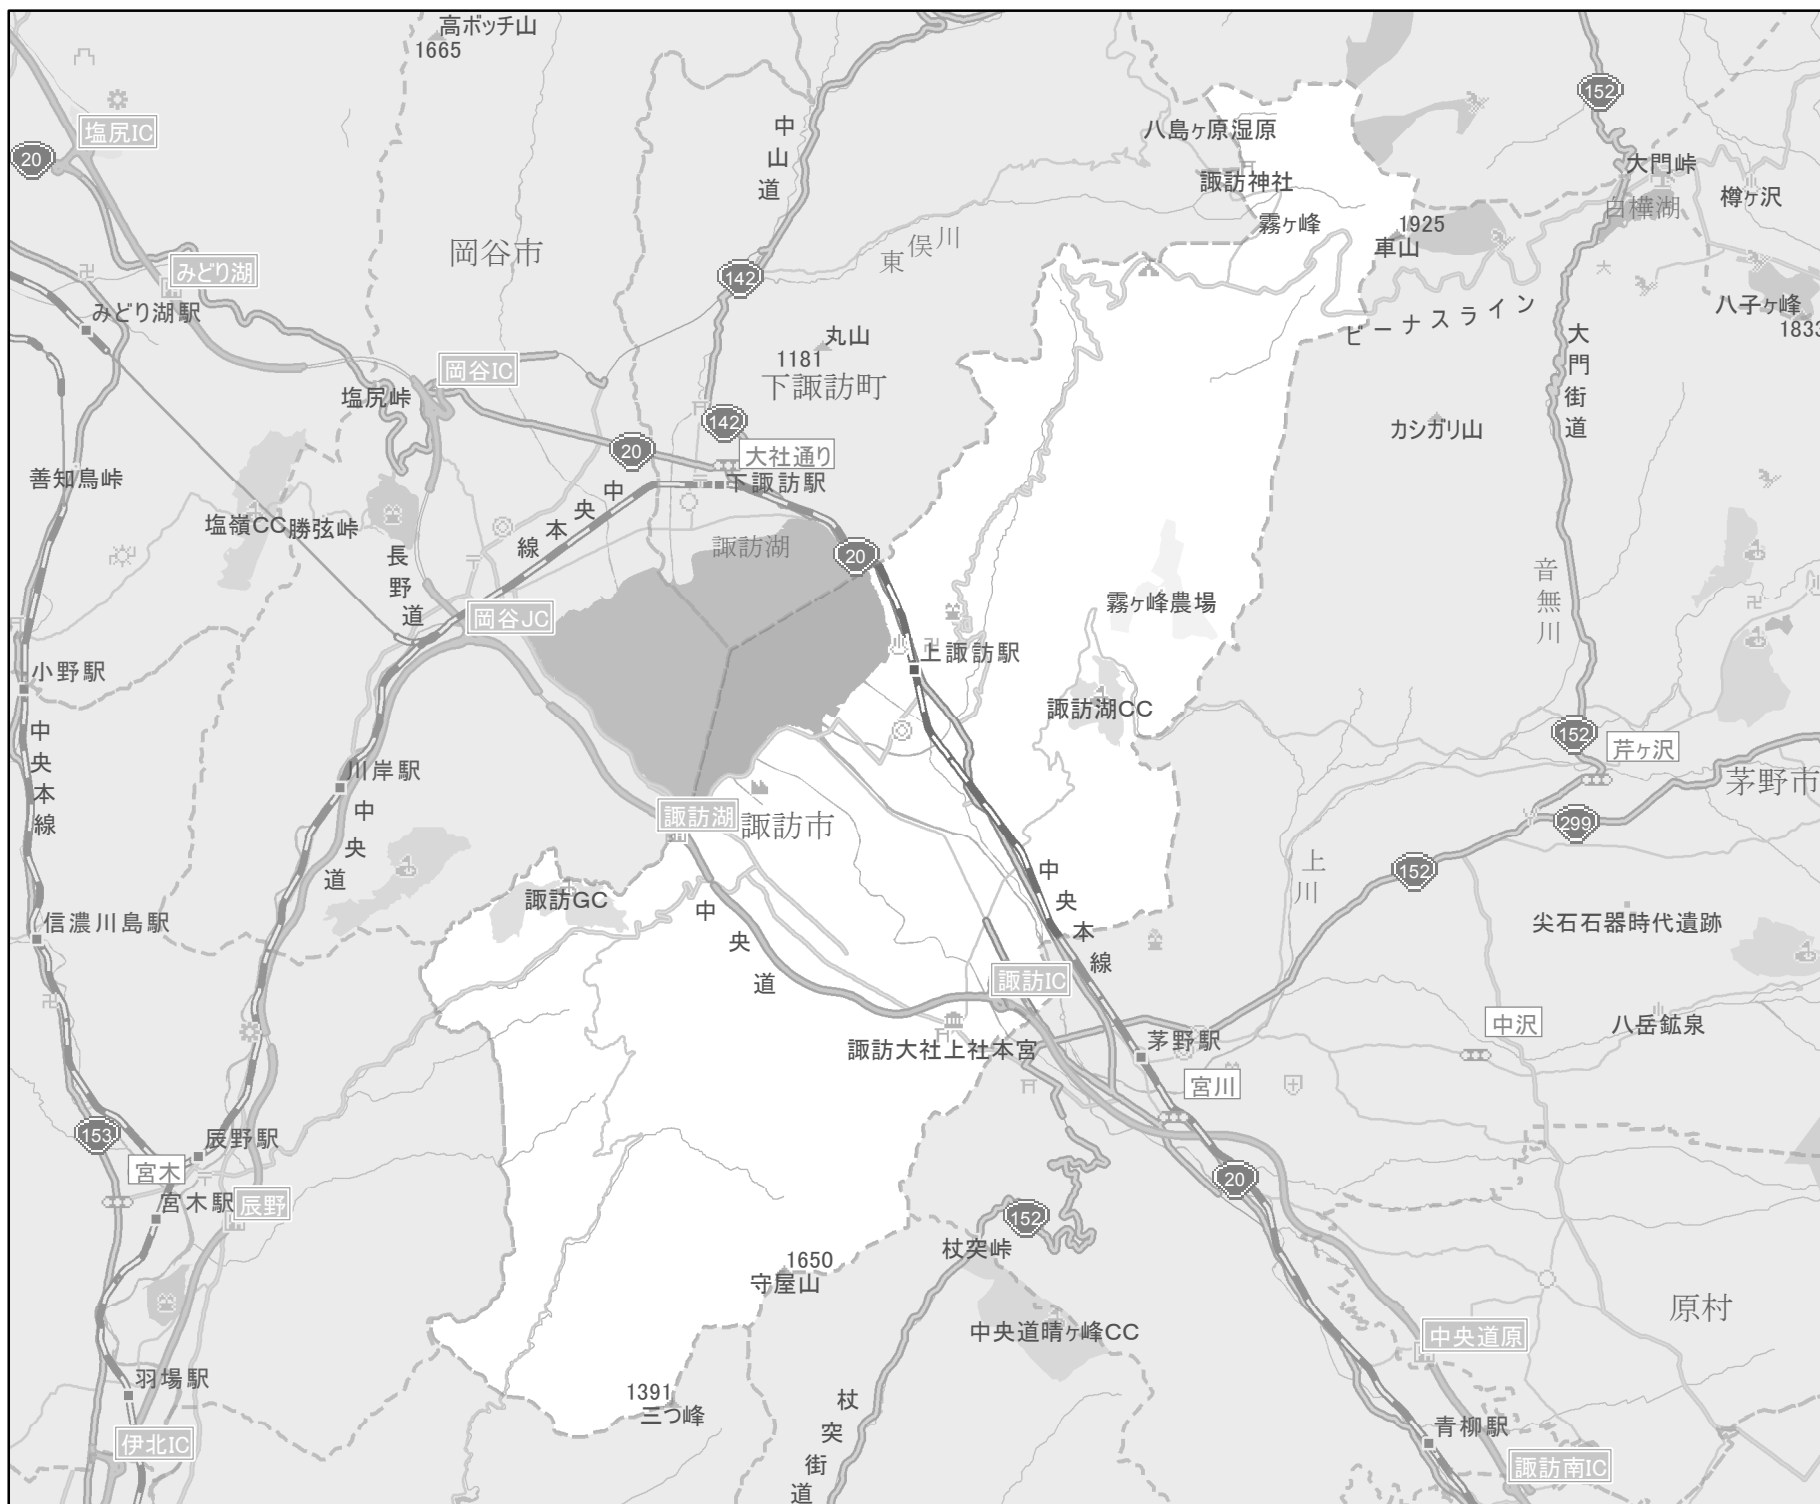 高ボッチ山
1665
152
塩尻IC
20
中山道
八島ヶ原湿原
諏訪神社
霧ヶ峰
1925
車山
大門峠
白樺湖
樽ヶ沢
岡谷市
東俣川
みどり湖
みどり湖駅
142
丸山
1181
下諏訪町
ビーナスライン
八子ヶ峰
1833
大門街道
岡谷IC
塩尻峠
142
20
大社通り
下諏訪駅
カシガリ山
善知鳥峠
塩嶺CC
勝弦峠
中央本線
諏訪湖
20
長野道
岡谷JC
霧ヶ峰農場
音無川
上諏訪駅
小野駅
中央本線
諏訪湖CC
152
芹ヶ沢
茅野市
川岸駅
中央道
諏訪湖
諏訪市
299
152
上川
中央本線
諏訪GC
中央道
信濃川島駅
尖石石器時代遺跡
諏訪IC
中沢
八岳鉱泉
諏訪大社上社本宮
茅野駅
宮川
153
辰野駅
宮木
宮木駅
辰野
20
152
杖突峠
1650
守屋山
中央道晴ヶ峰CC
原村
中央道原
羽場駅
1391
三つ峰
杖突街道
伊北IC
青柳駅
諏訪南IC